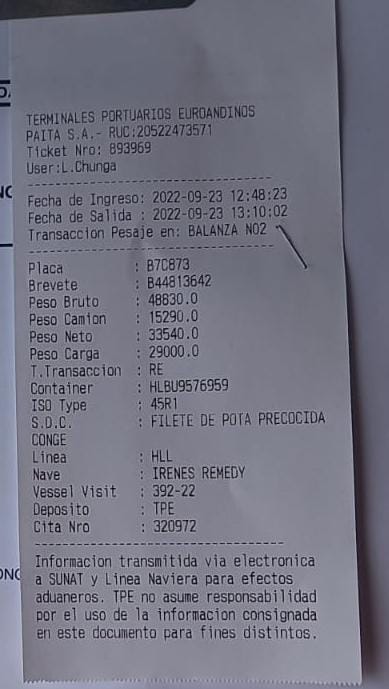 TERMINALES PORTUARIOS EUROANDINOS
PAITA S.A.- RUC:20522473571
Ticket Nro: 893969
User:L.Chunga
--------------------------------
Fecha de Ingreso: 2022-09-23 12:48:23
Fecha de Salida : 2022-09-23 13:10:02
Transaccion Pesaje en: BALANZA NO2
--------------------------------
Placa : B7C873
Brevete : B44813642
Peso Bruto : 48830.0
Peso Camion : 15290.0
Peso Neto : 33540.0
Peso Carga : 29000.0
T.Transaccion : RE
Container : HLBU9576959
ISO Type : 45R1
S.D.C. : FILETE DE POTA PRECOCIDA
CONGE
Linea : HLL
Nave : IRENES REMEDY
Vessel Visit : 392-22
Deposito : TPE
Cita Nro : 320972
--------------------------------
Informacion transmitida via electronica
a SUNAT y Linea Naviera para efectos
aduaneros. TPE no asume responsabilidad
por el uso de la informacion consignada
en este documento para fines distintos.